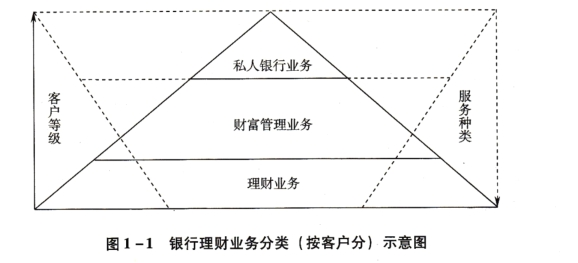 私人银行业务
客户等级
财富管理业务
服务种类
理财业务
图1-1 银行理财业务分类（按客户分）示意图